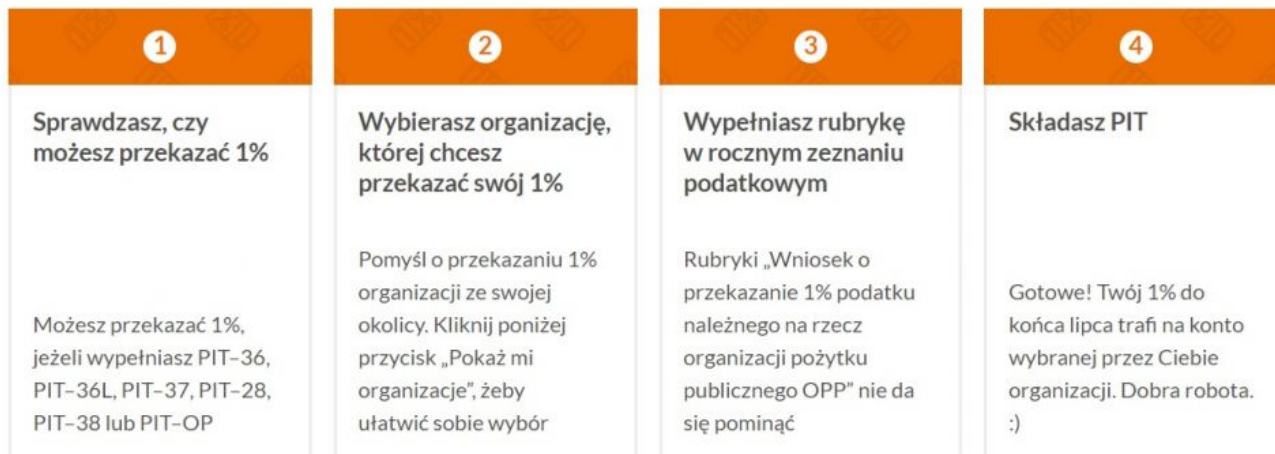 1
Sprawdzasz, czy
możesz przekazać 1%
Możesz przekazać 1%,
jeżeli wypełniasz PIT–36,
PIT–36L, PIT–37, PIT–28,
PIT–38 lub PIT–OP
2
Wybierasz organizację,
której chcesz
przekazać swój 1%
Pomyśl o przekazaniu 1%
organizacji ze swojej
okolicy. Kliknij poniżej
przycisk „Pokaż mi
organizacje”, żeby
ułatwić sobie wybór
3
Wypełniasz rubrykę
w rocznym zeznaniu
podatkowym
Rubryki „Wniosek o
przekazanie 1% podatku
należnego na rzecz
organizacji pożytku
publicznego OPP” nie da
się pominąć
4
Składasz PIT
Gotowe! Twój 1% do
końca lipca trafi na konto
wybranej przez Ciebie
organizacji. Dobra robota.
:)